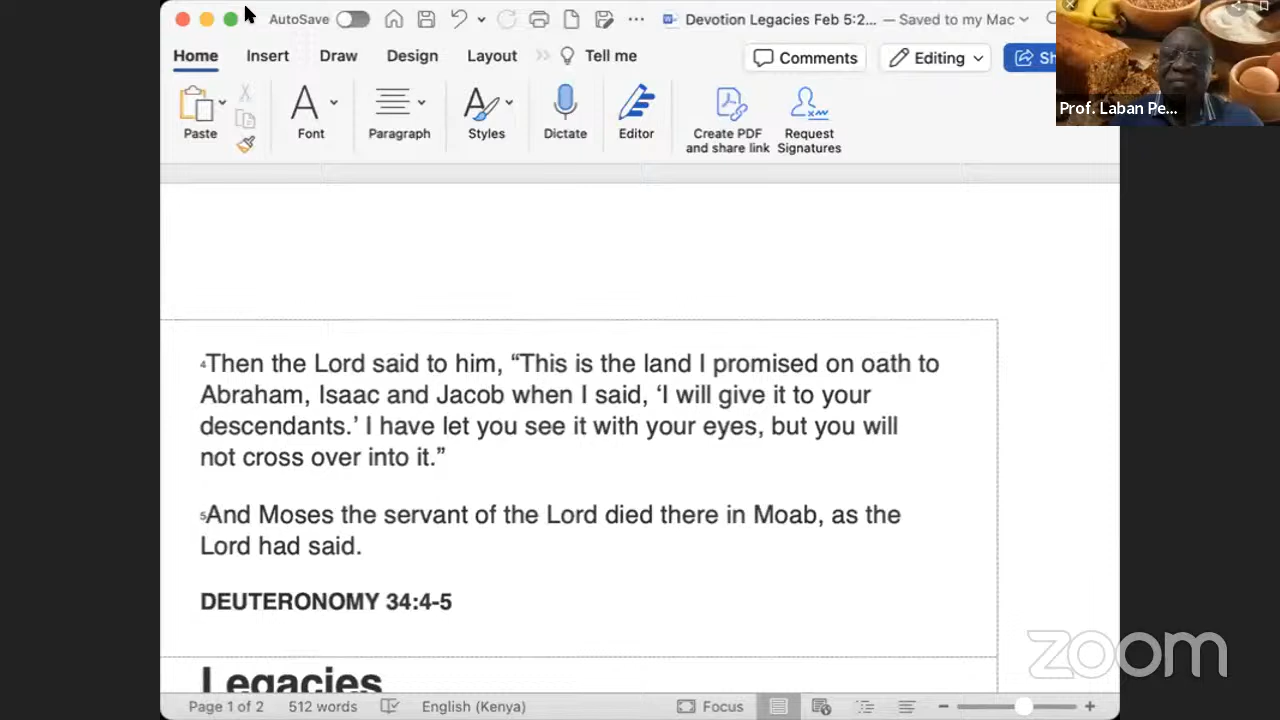 AutoSave
Devotion Legacies Feb 5:2... — Saved to my Mac
Home Insert Draw Design Layout Tell me
Comments Editing Sh
Paste Font Paragraph Styles Dictate Editor Create PDF and share link Request Signatures
Prof. Laban Pe...
4Then the Lord said to him, “This is the land I promised on oath to
Abraham, Isaac and Jacob when I said, ‘I will give it to your
descendants.’ I have let you see it with your eyes, but you will
not cross over into it.”
5And Moses the servant of the Lord died there in Moab, as the
Lord had said.
DEUTERONOMY 34:4-5
Legacies
Page 1 of 2 512 words English (Kenya) Focus
zoom